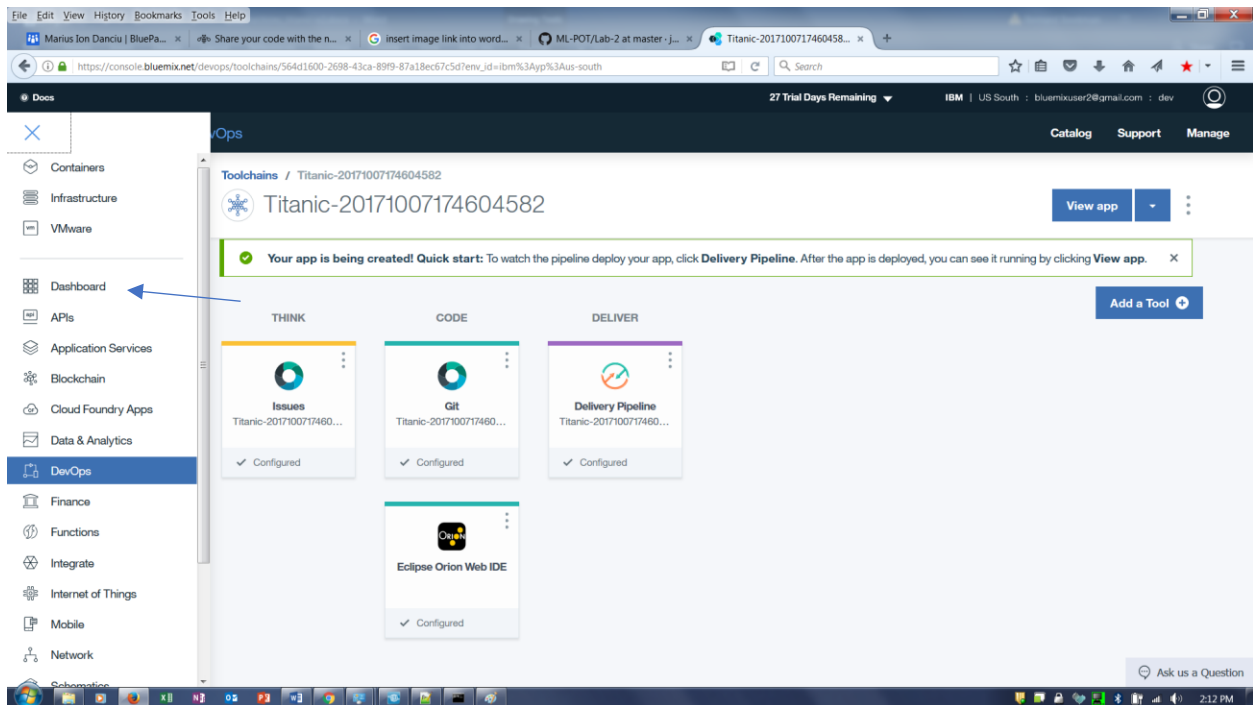 File Edit View History Bookmarks Tools Help
Marius Ion Danciu | BluePa... × Share your code with the n... × insert image link into word... × ML-POT/Lab-2 at master · j... × Titanic-20171007174604 58... × +
https://console.bluemix.net/devops/toolchains/564d1600-2698-43ca-89f9-87a18ec67c5d?env_id=ibm%3Ayp%3Aus-south Search
Docs 27 Trial Days Remaining IBM | US South : bluemixuser2@gmail.com : dev
vOps Catalog Support Manage
Containers
Infrastructure
vm VMware
Dashboard
api APIs
Application Services
Blockchain
Cloud Foundry Apps
Data & Analytics
DevOps
Finance
Functions
Integrate
Internet of Things
Mobile
Network
Schematics
Toolchains / Titanic-20171007174604582
Titanic-20171007174604582
View app
Your app is being created! Quick start: To watch the pipeline deploy your app, click Delivery Pipeline. After the app is deployed, you can see it running by clicking View app. ×
Add a Tool
THINK CODE DELIVER
Issues
Titanic-2017100717460...
Configured
Git
Titanic-2017100717460...
Configured
Delivery Pipeline
Titanic-2017100717460...
Configured
ORION
Eclipse Orion Web IDE
Configured
Ask us a Question
2:12 PM